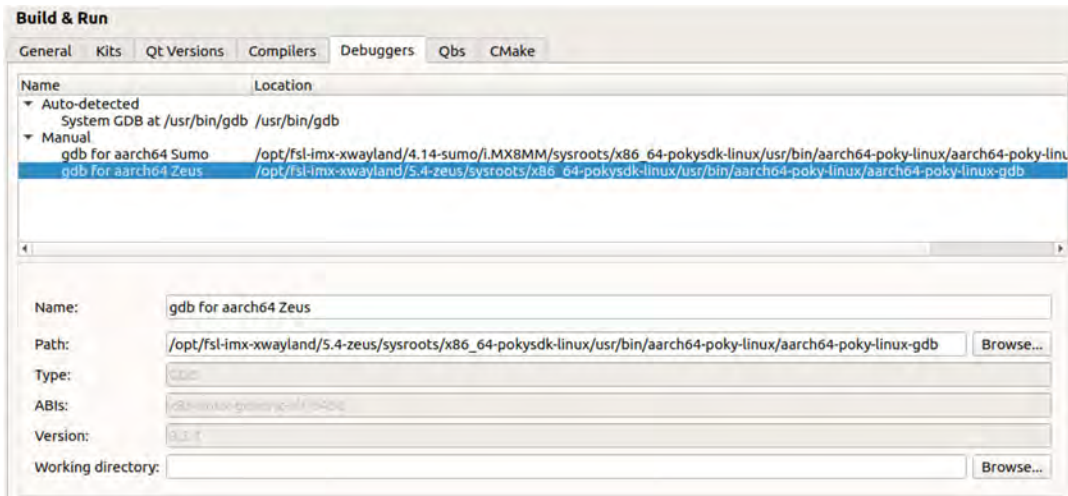 Build & Run
General Kits Qt Versions Compilers Debuggers Qbs CMake
Name Location
Auto-detected
System GDB at /usr/bin/gdb /usr/bin/gdb
Manual
gdb for aarch64 Sumo /opt/fsl-imx-xwayland/4.14-sumo/i.MX8MM/sysroots/x86_64-pokysdk-linux/usr/bin/aarch64-poky-linux/aarch64-poky-linu
gdb for aarch64 Zeus /opt/fsl-imx-xwayland/5.4-zeus/sysroots/x86_64-pokysdk-linux/usr/bin/aarch64-poky-linux/aarch64-poky-linux-gdb
Name: gdb for aarch64 Zeus
Path: /opt/fsl-imx-xwayland/5.4-zeus/sysroots/x86_64-pokysdk-linux/usr/bin/aarch64-poky-linux/aarch64-poky-linux-gdb Browse...
Type:
ABIs:
Version:
Working directory: Browse...